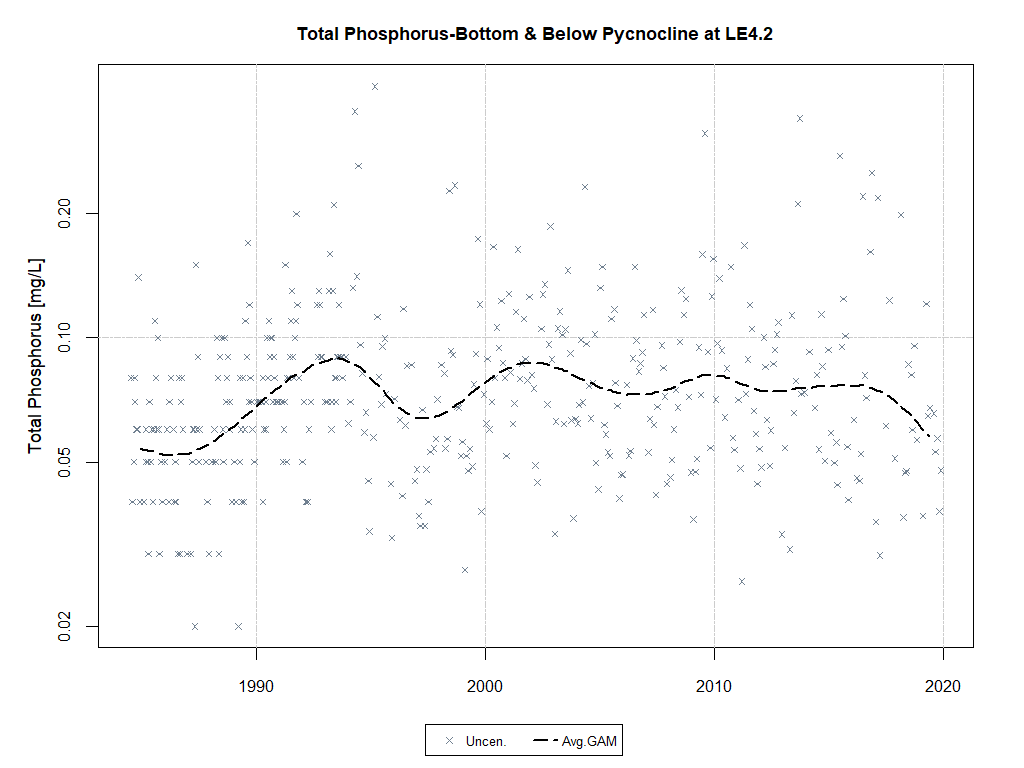 Total Phosphorus-Bottom & Below Pycnocline at LE4.2
Total Phosphorus [mg/L]
0.20
0.10
0.05
0.02
1990 2000 2010 2020
Uncen. Avg.GAM